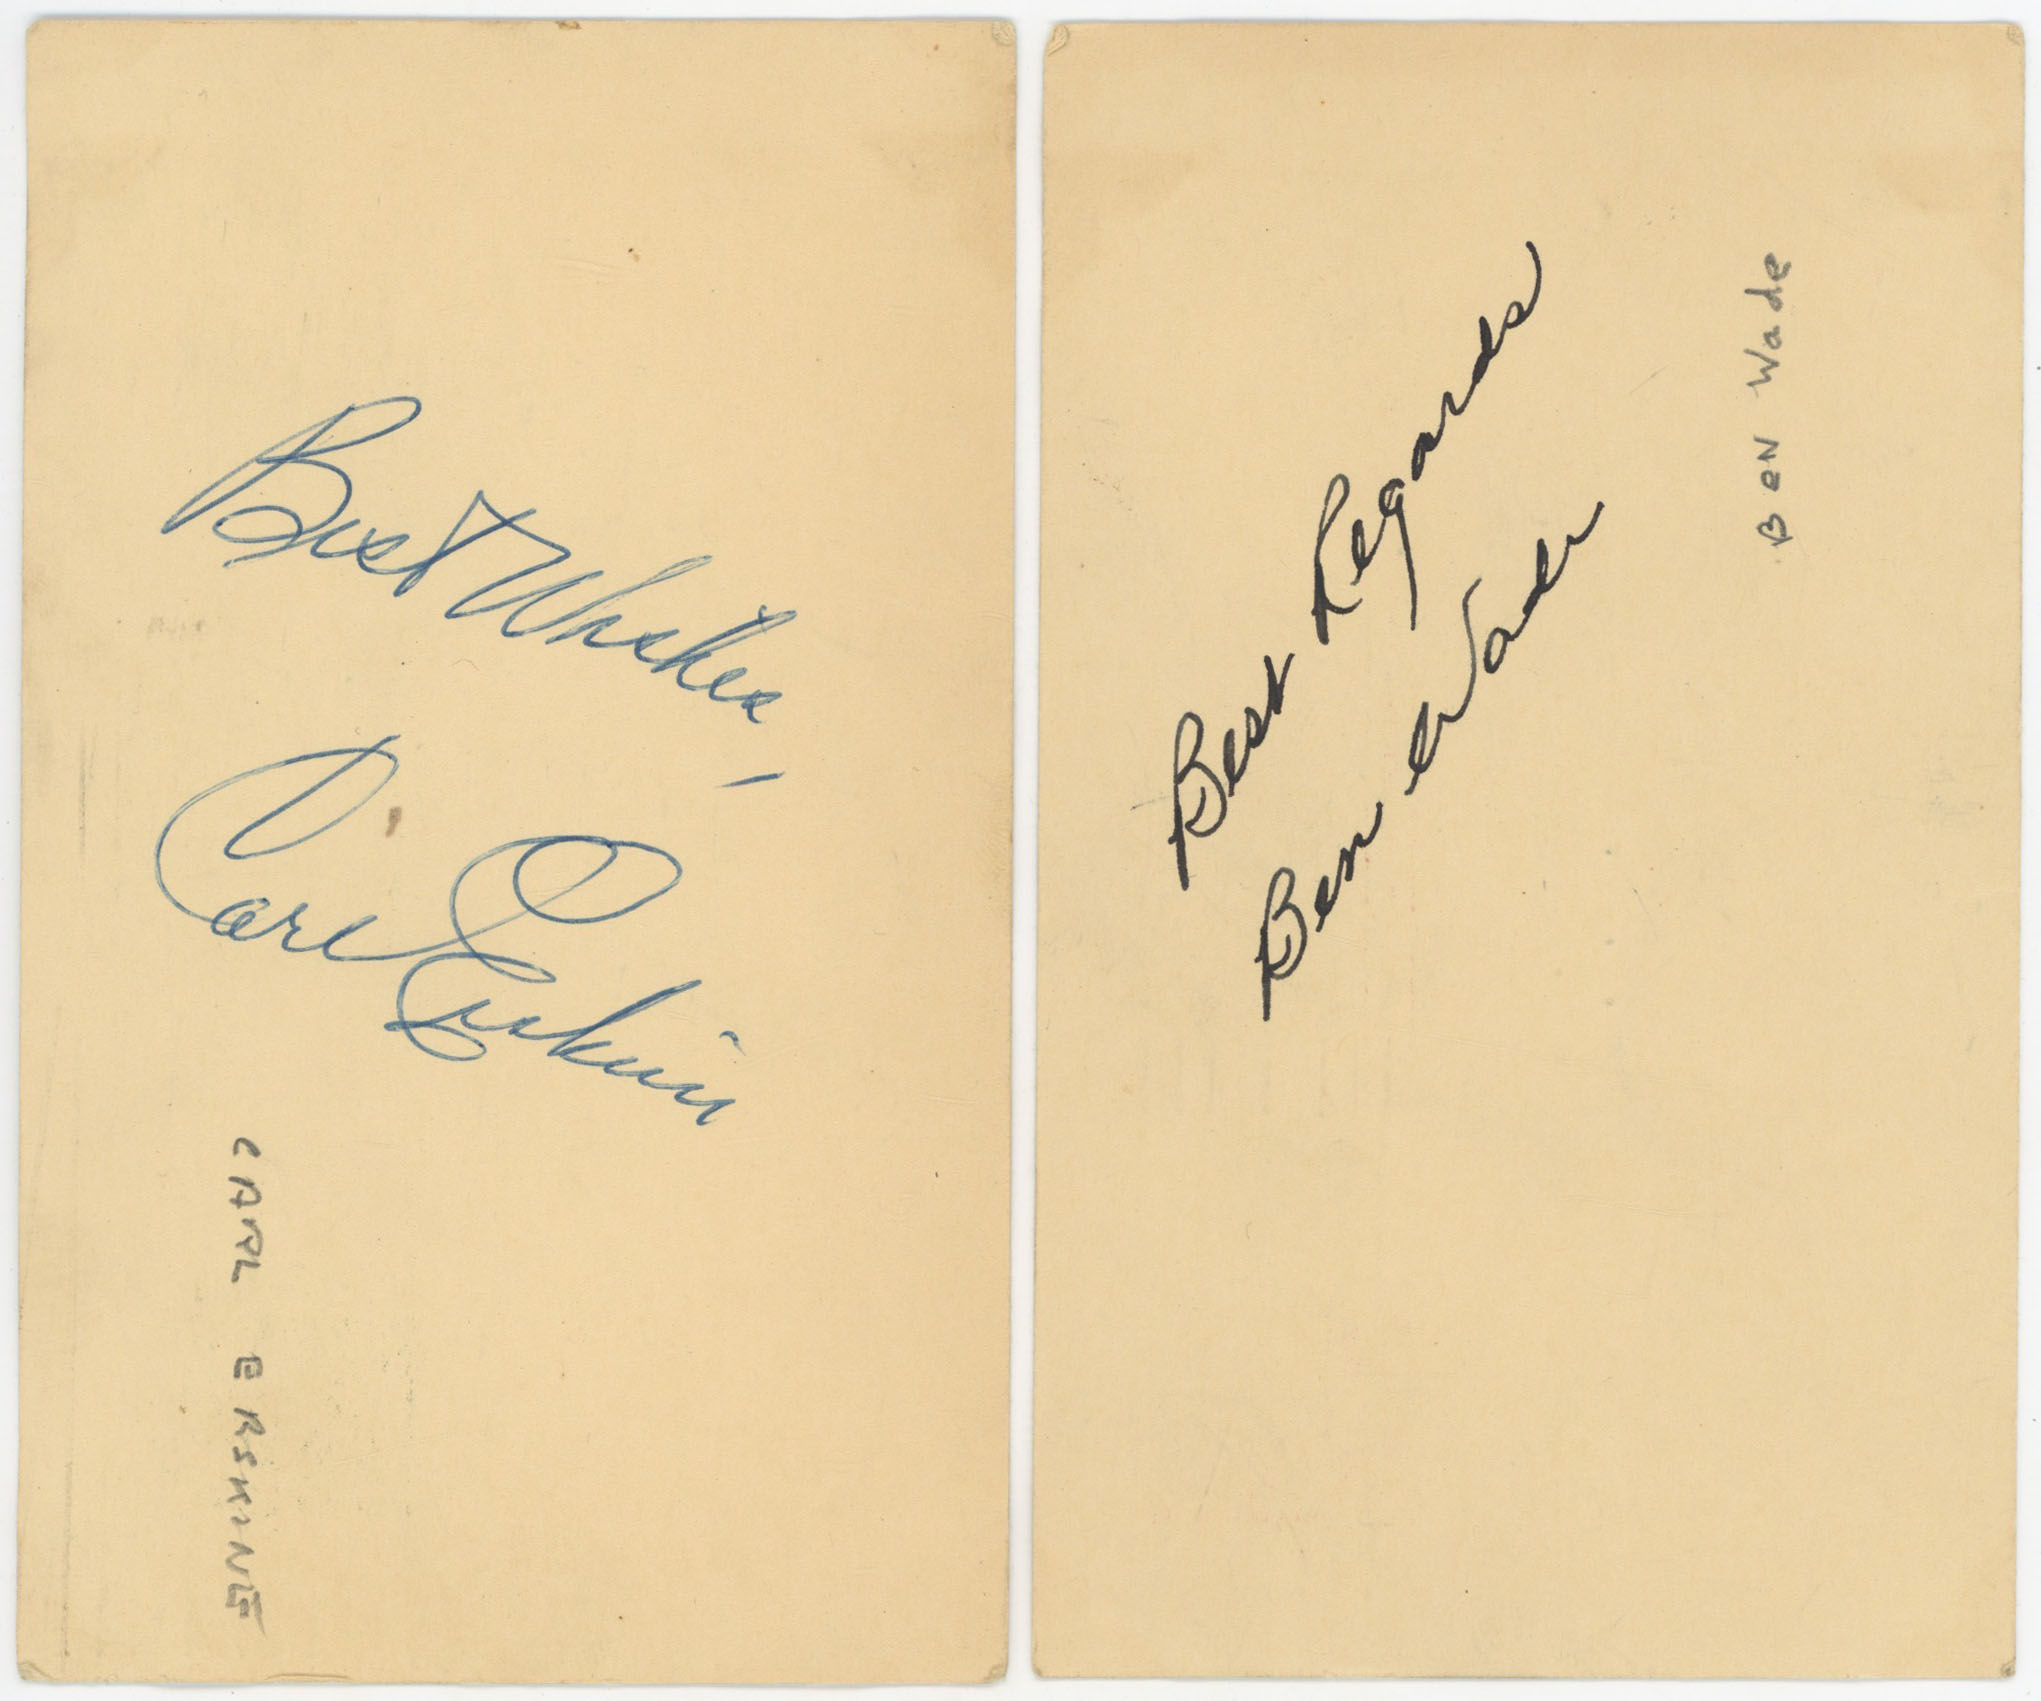 Best Wishes,
Carl Erskine
CARL ERSKINE
Best Regards
Ben Wade
BEN Wade